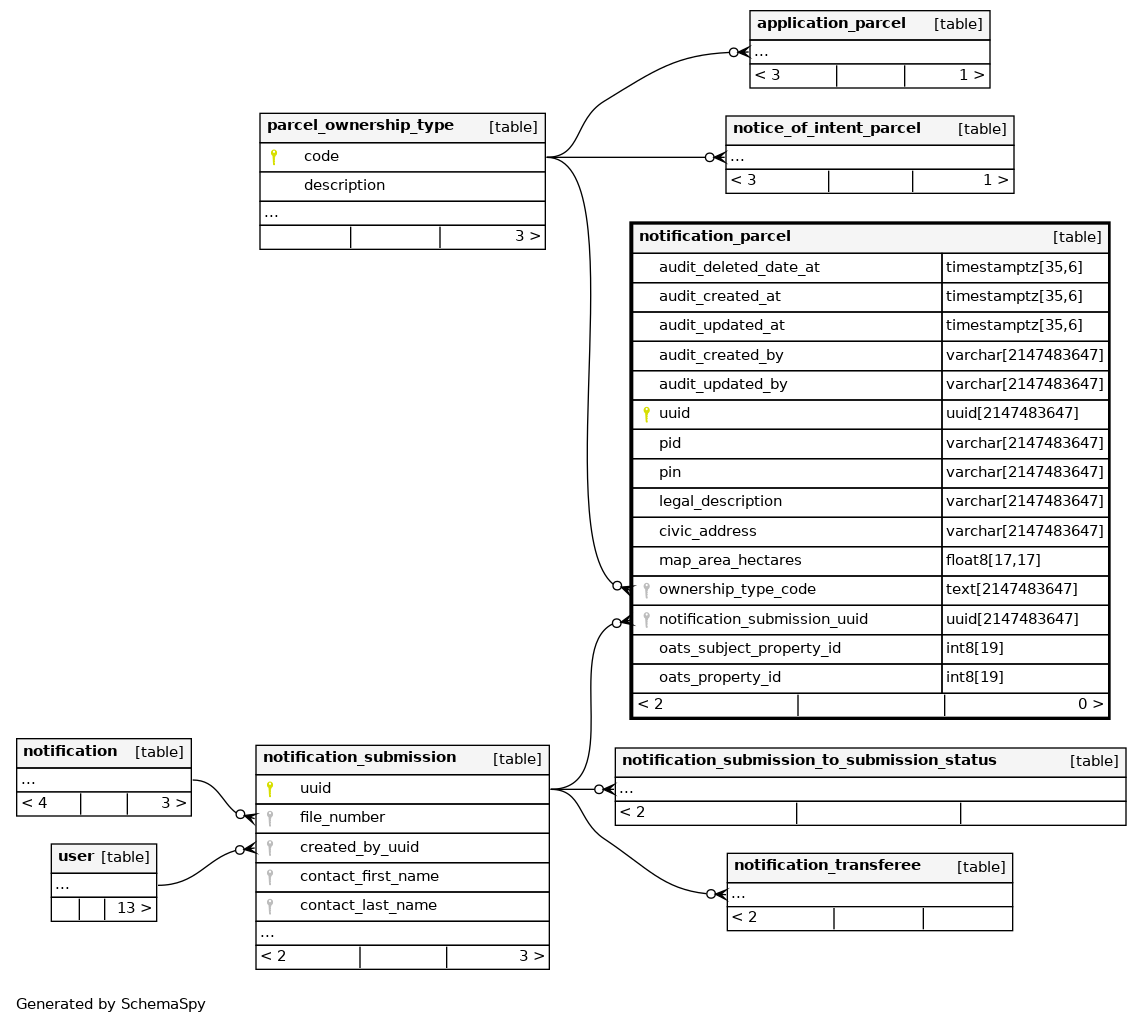 application_parcel [table]
...
< 3 1 >
parcel_ownership_type [table]
code
description
...
3 >
notice_of_intent_parcel [table]
...
< 3 1 >
notification_parcel [table]
audit_deleted_date_at timestamptz[35,6]
audit_created_at timestamptz[35,6]
audit_updated_at timestamptz[35,6]
audit_created_by varchar[2147483647]
audit_updated_by varchar[2147483647]
uuid uuid[2147483647]
pid varchar[2147483647]
pin varchar[2147483647]
legal_description varchar[2147483647]
civic_address varchar[2147483647]
map_area_hectares float8[17,17]
ownership_type_code text[2147483647]
notification_submission_uuid uuid[2147483647]
oats_subject_property_id int8[19]
oats_property_id int8[19]
< 2 0 >
notification [table]
...
< 4 3 >
user [table]
...
13 >
notification_submission [table]
uuid
file_number
created_by_uuid
contact_first_name
contact_last_name
...
< 2 3 >
notification_submission_to_submission_status [table]
...
< 2
notification_transferee [table]
...
< 2
Generated by SchemaSpy